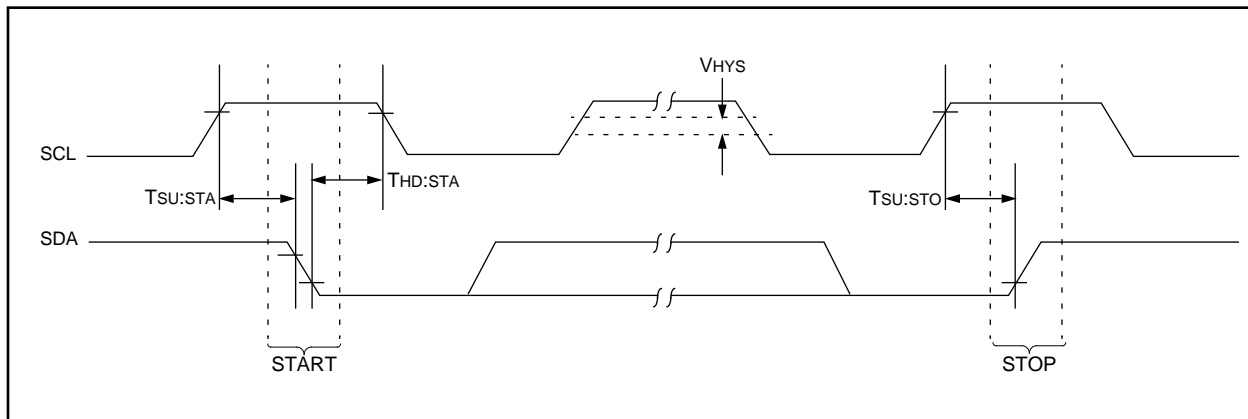 VHYS
SCL
TSU:STA
THD:STA
TSU:STO
SDA
START
STOP